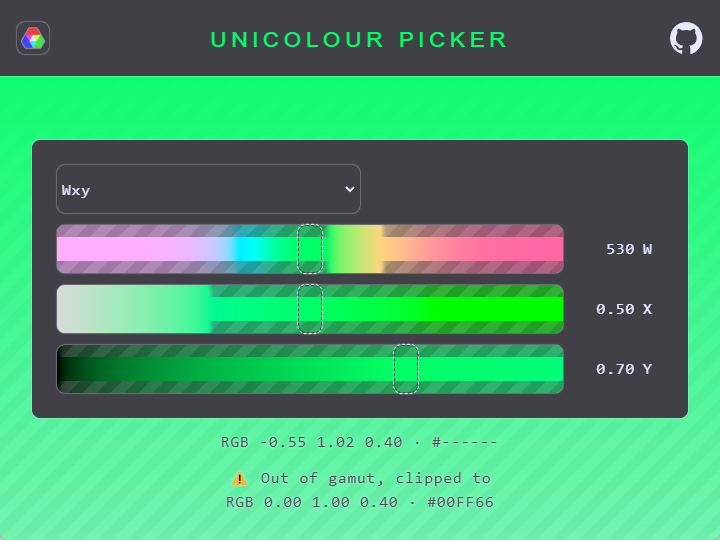 UNICOLOUR PICKER
Wxy
530 W
0.50 X
0.70 Y
RGB -0.55 1.02 0.40 · #------
⚠ Out of gamut, clipped to
RGB 0.00 1.00 0.40 · #00FF66